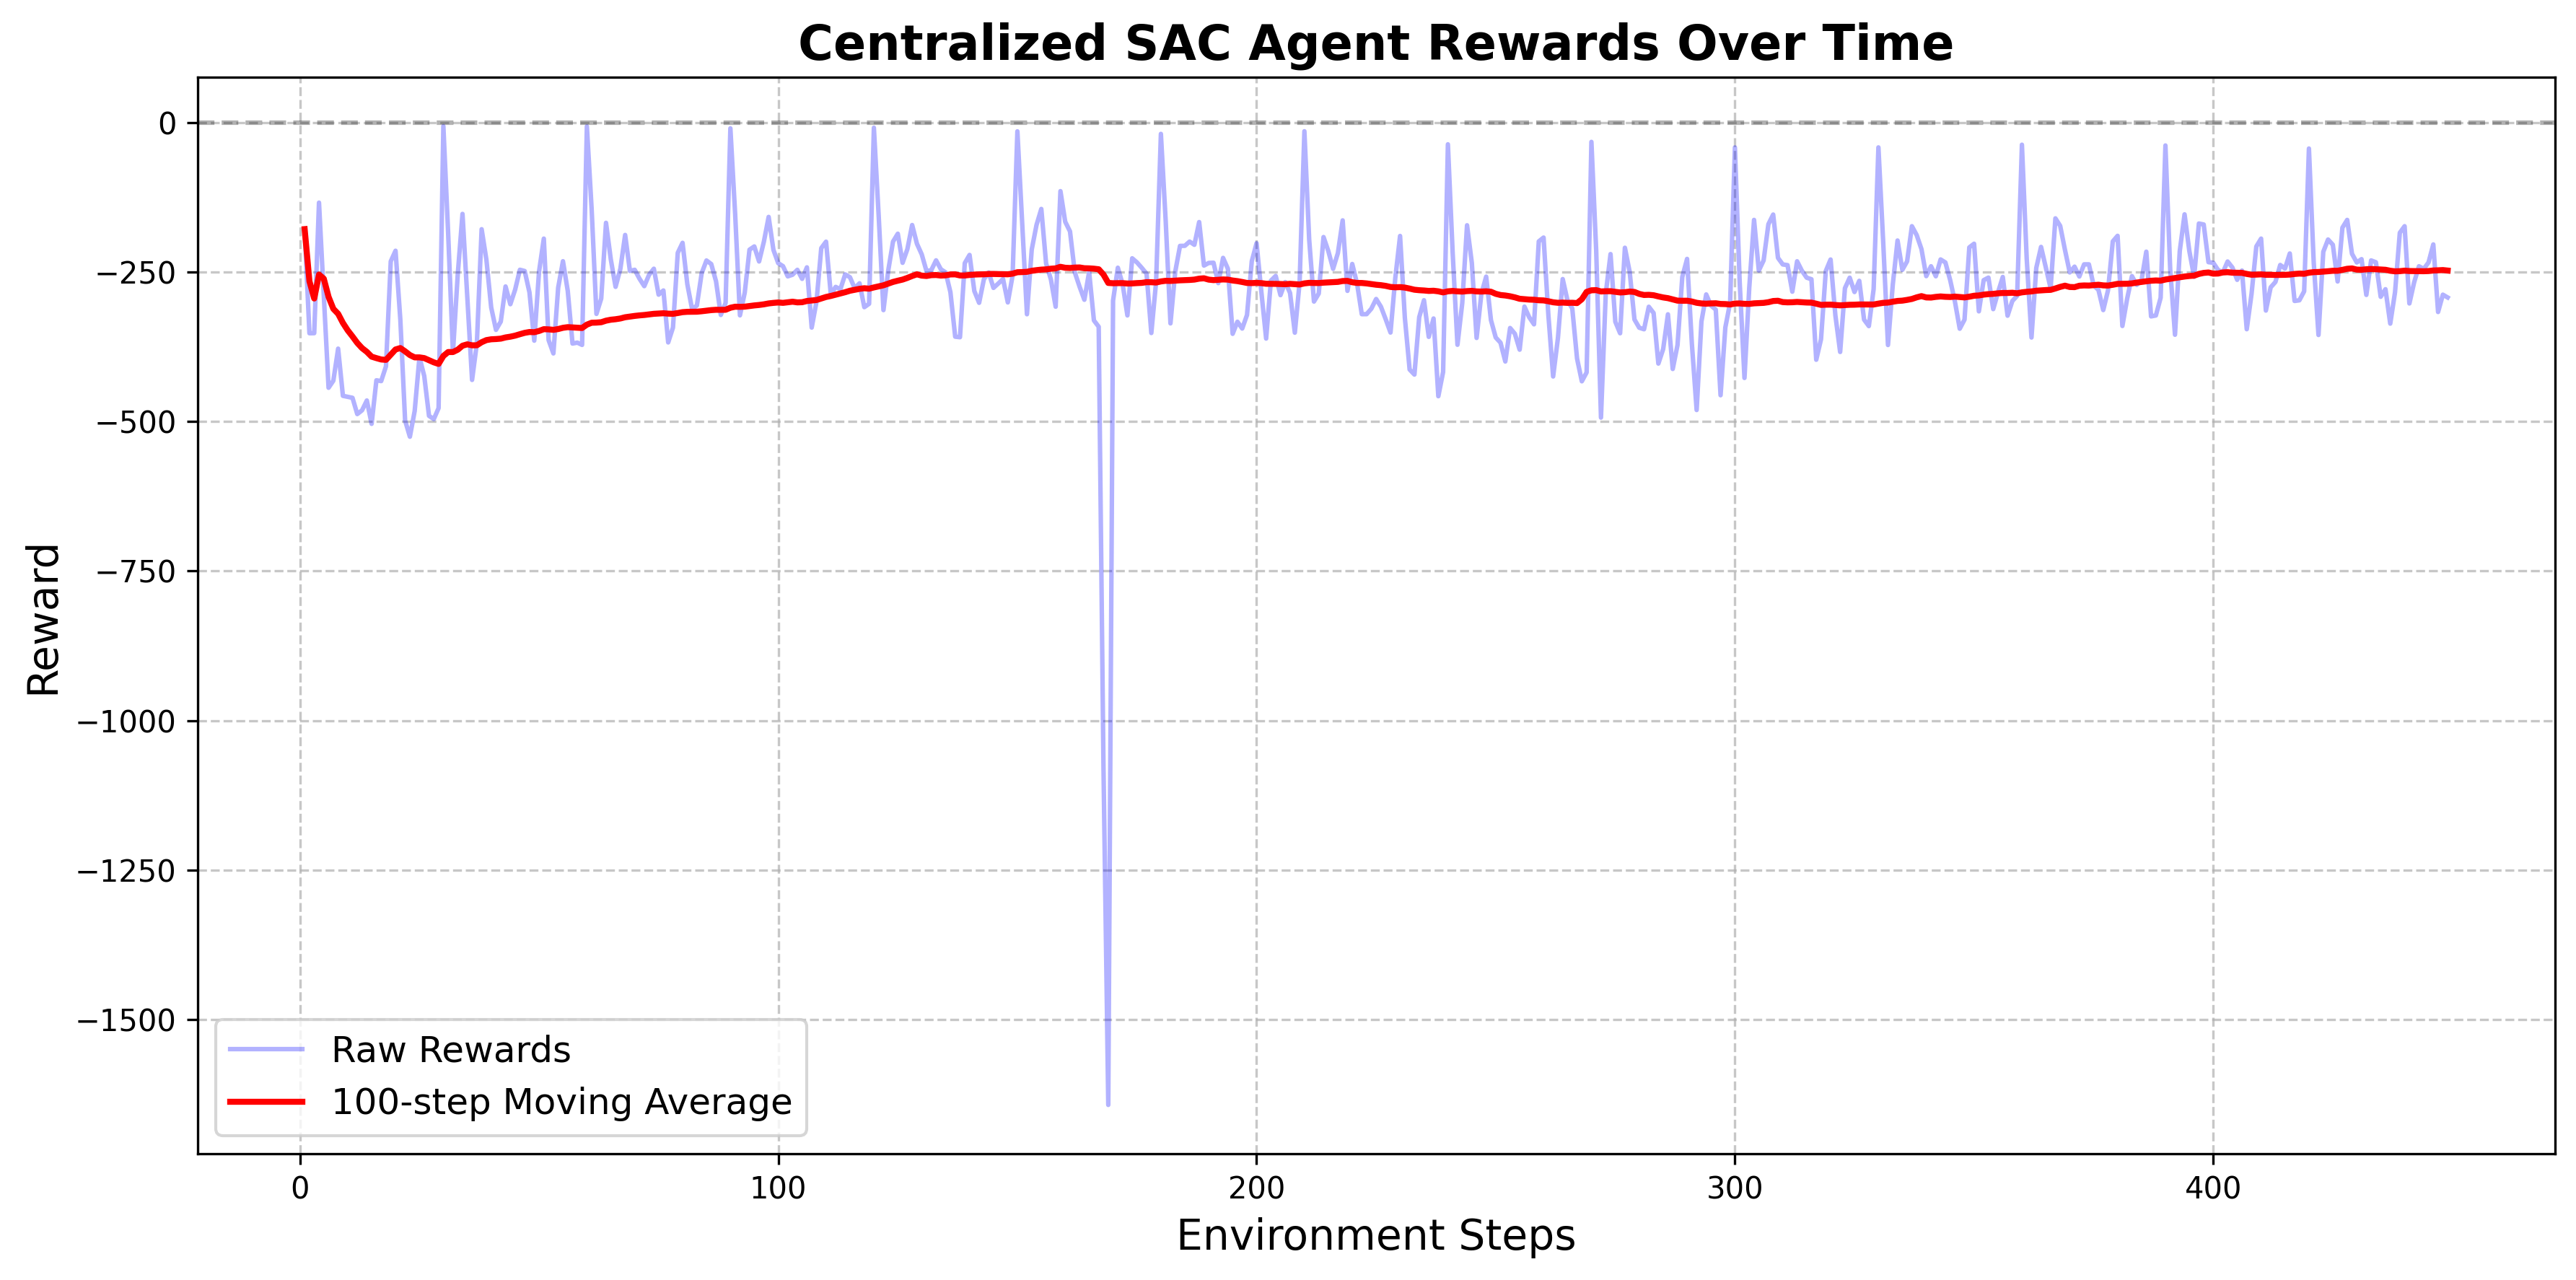 Centralized SAC Agent Rewards Over Time
Reward
0
−250
−500
−750
−1000
−1250
−1500
Raw Rewards
100-step Moving Average
0 100 200 300 400
Environment Steps